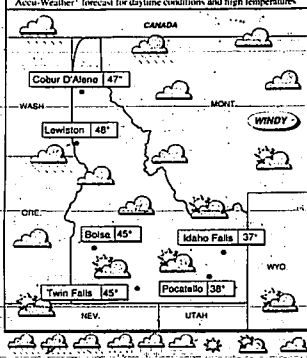 Accu-Weather forecast for daytime conditions and high temperatures
CANADA
Cobur D'Alene 47°
WASH
MONT.
WINDY
Lewiston 48°
ORE.
Boise 45°
Idaho Falls 37°
WYO.
Twin Falls 45°
Pocatello 38°
NEV.
UTAH